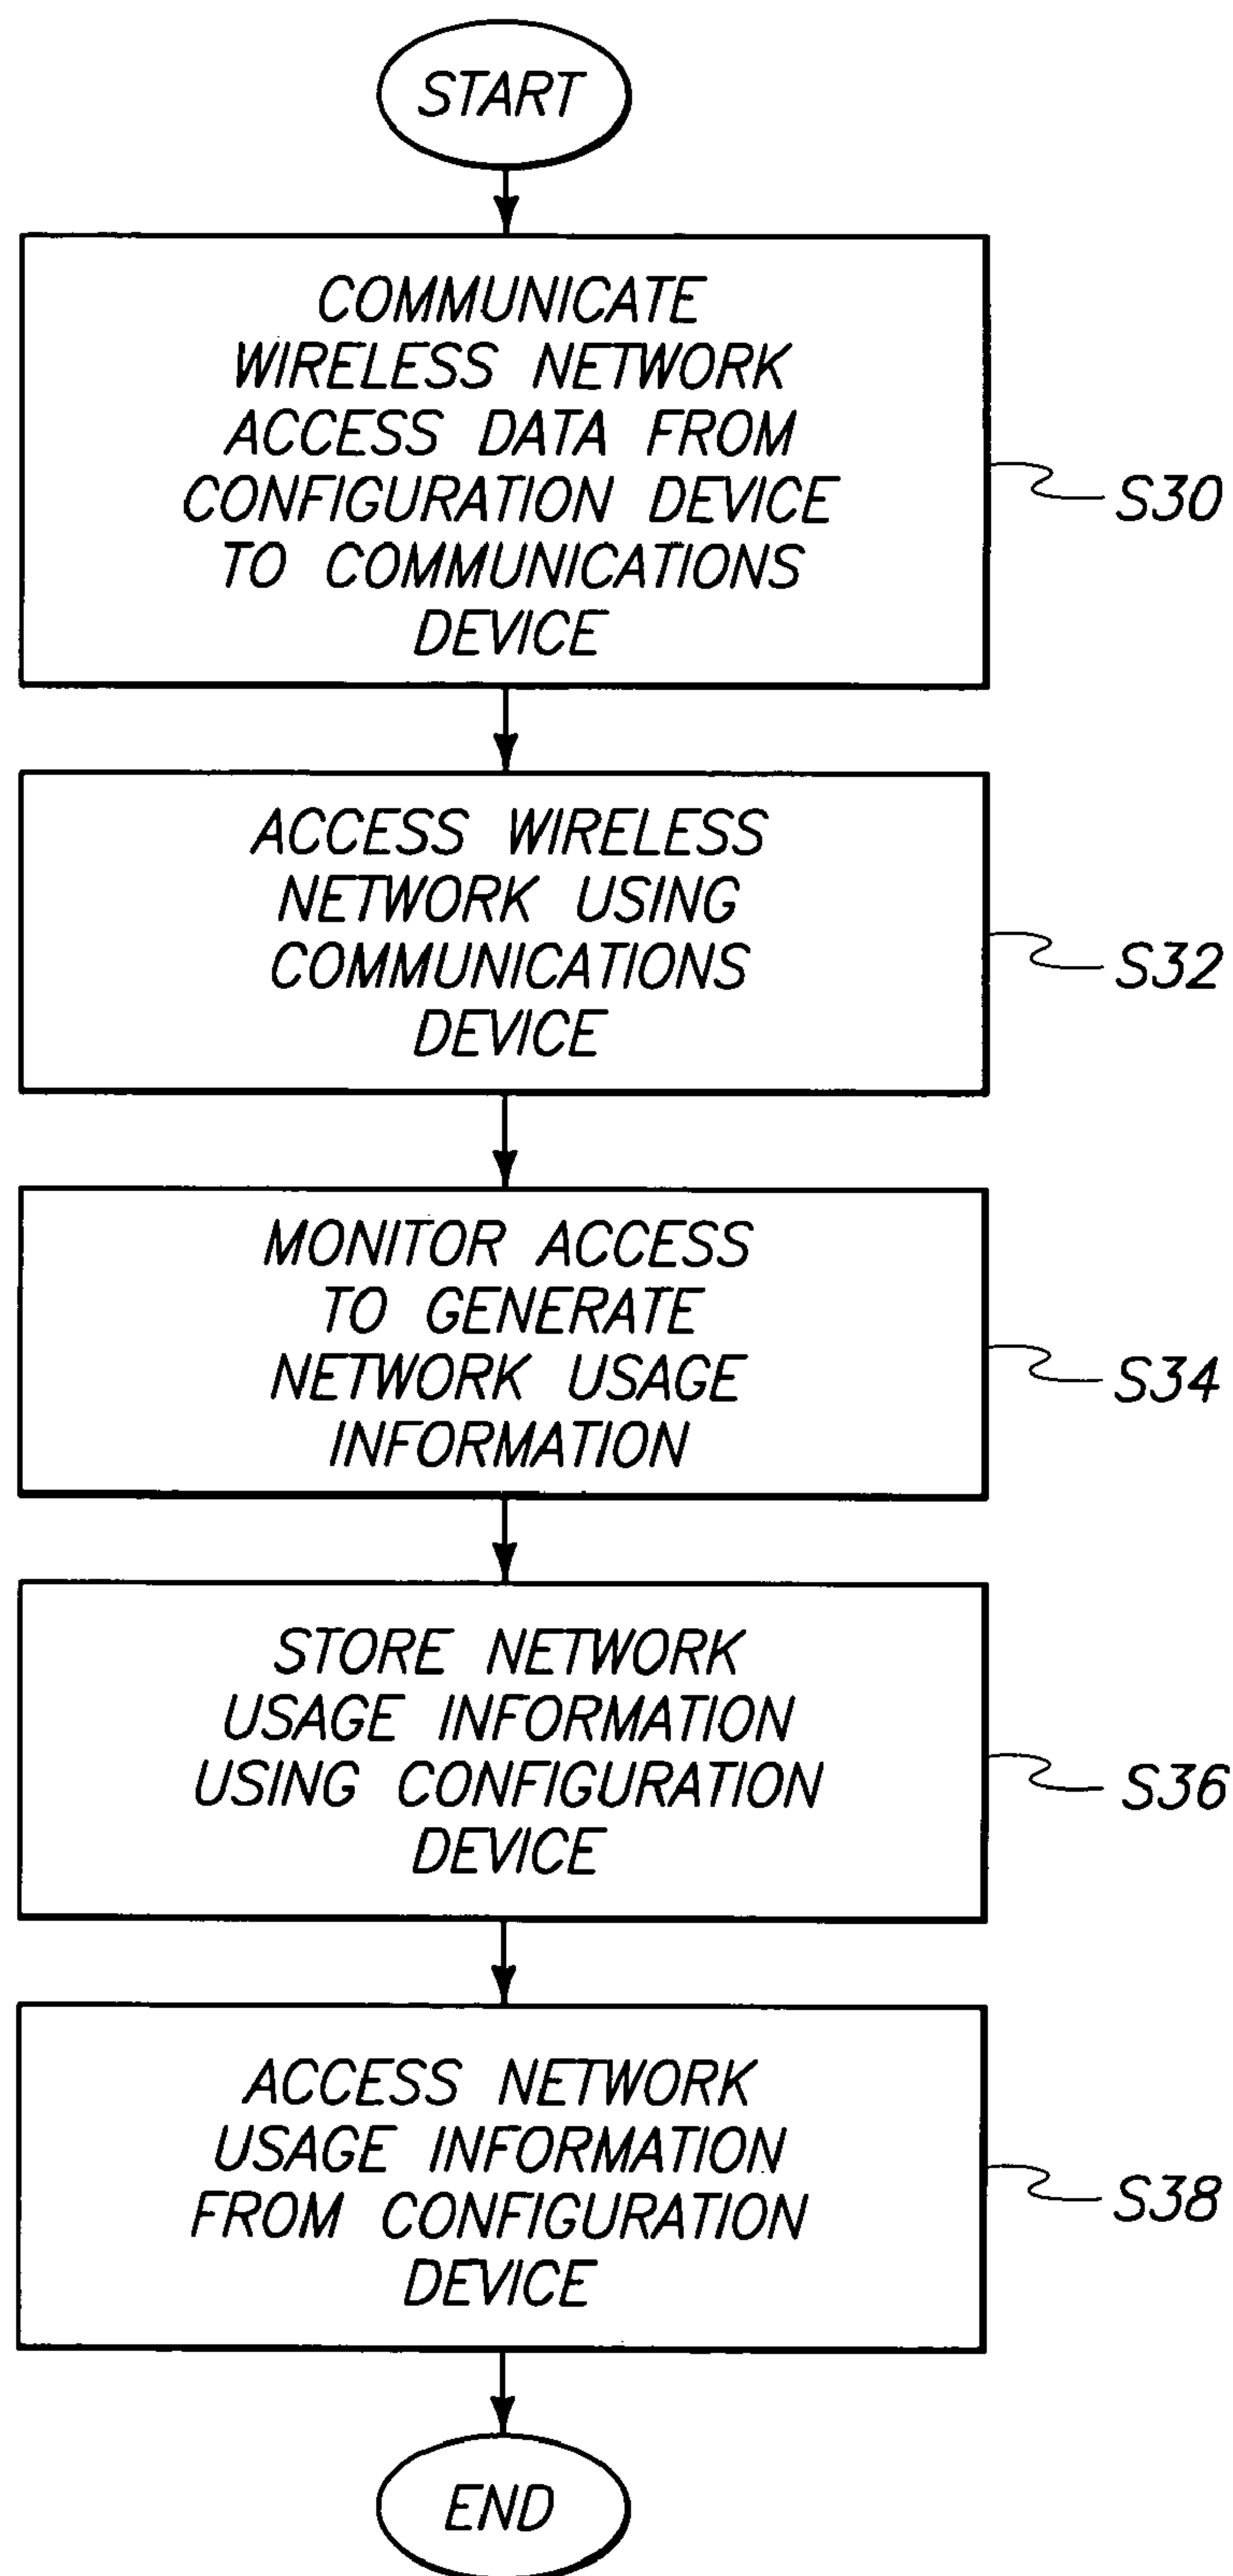 START
COMMUNICATE
WIRELESS NETWORK
ACCESS DATA FROM
CONFIGURATION DEVICE
TO COMMUNICATIONS
DEVICE
S30
ACCESS WIRELESS
NETWORK USING
COMMUNICATIONS
DEVICE
S32
MONITOR ACCESS
TO GENERATE
NETWORK USAGE
INFORMATION
S34
STORE NETWORK
USAGE INFORMATION
USING CONFIGURATION
DEVICE
S36
ACCESS NETWORK
USAGE INFORMATION
FROM CONFIGURATION
DEVICE
S38
END